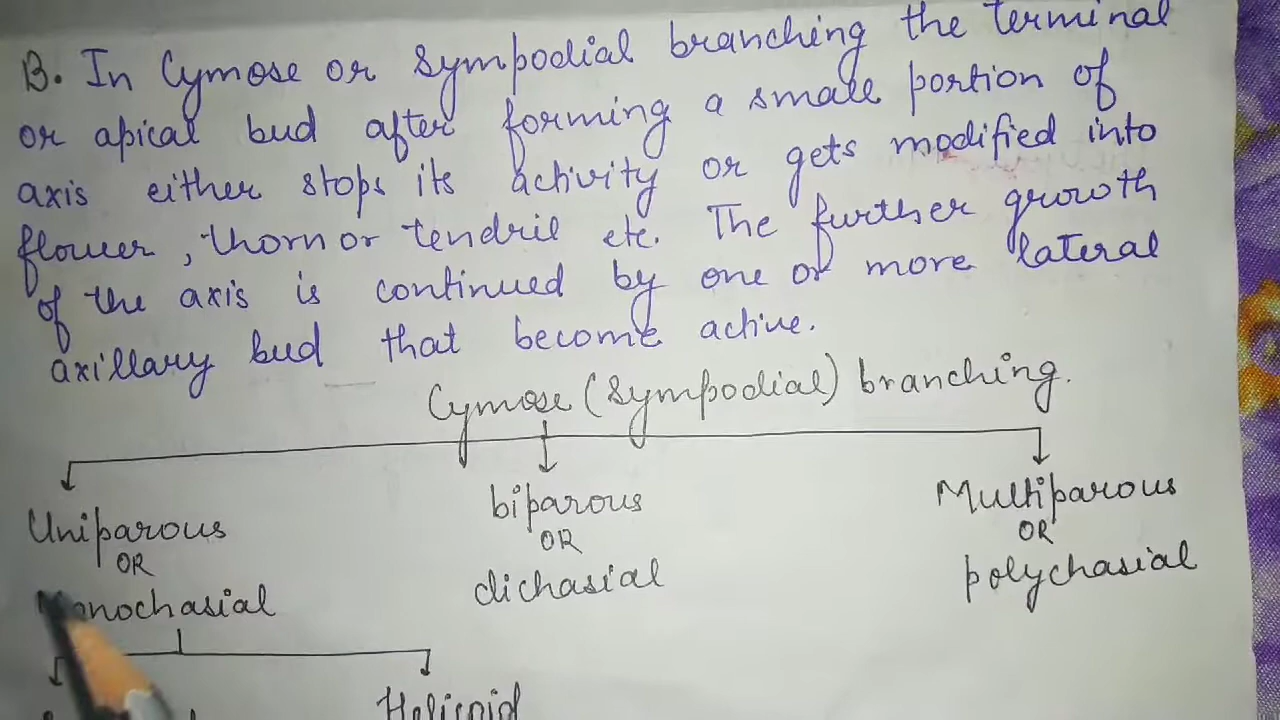 B. In Cymose or Sympodial branching the terminal
or apical bud after forming a small portion of
axis either stops its activity or gets modified into
flower, thorn or tendril etc. The further growth
of the axis is continued by one or more lateral
axillary bud that become active.
Cymose (Sympodial) branching.
Uniparous biparous Multiparous
OR OR OR
Monochasial dichasial polychasial
Helicoid